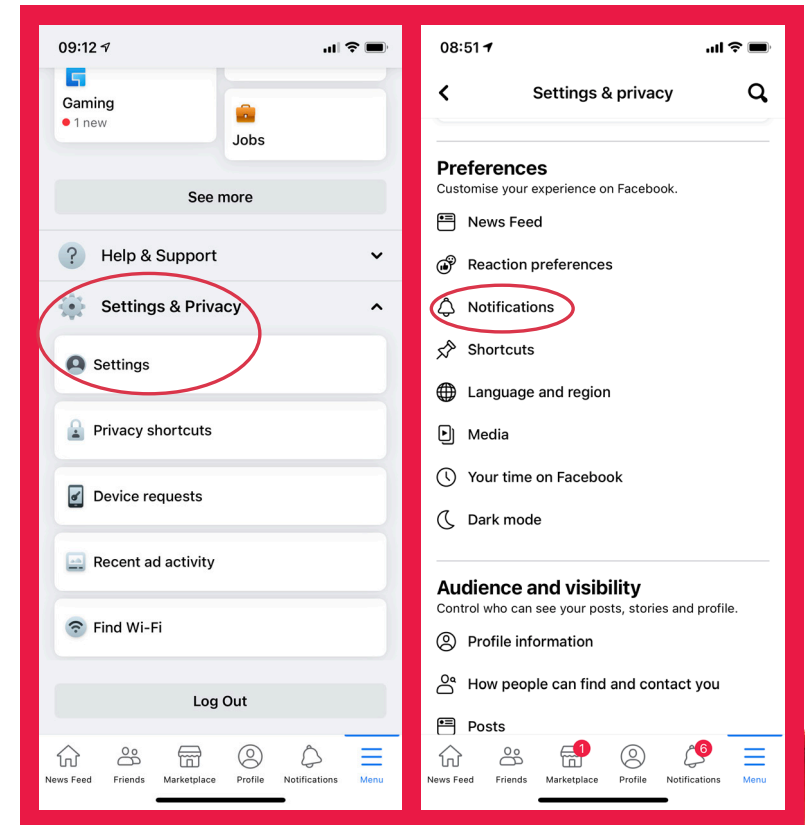 09:12
Gaming
1 new
Jobs
See more
Help & Support
Settings & Privacy
Settings
Privacy shortcuts
Device requests
Recent ad activity
Find Wi-Fi
Log Out
News Feed
Friends
Marketplace
Profile
Notifications
Menu
08:51
Settings & privacy
Preferences
Customise your experience on Facebook.
News Feed
Reaction preferences
Notifications
Shortcuts
Language and region
Media
Your time on Facebook
Dark mode
Audience and visibility
Control who can see your posts, stories and profile.
Profile information
How people can find and contact you
Posts
1
6
News Feed
Friends
Marketplace
Profile
Notifications
Menu